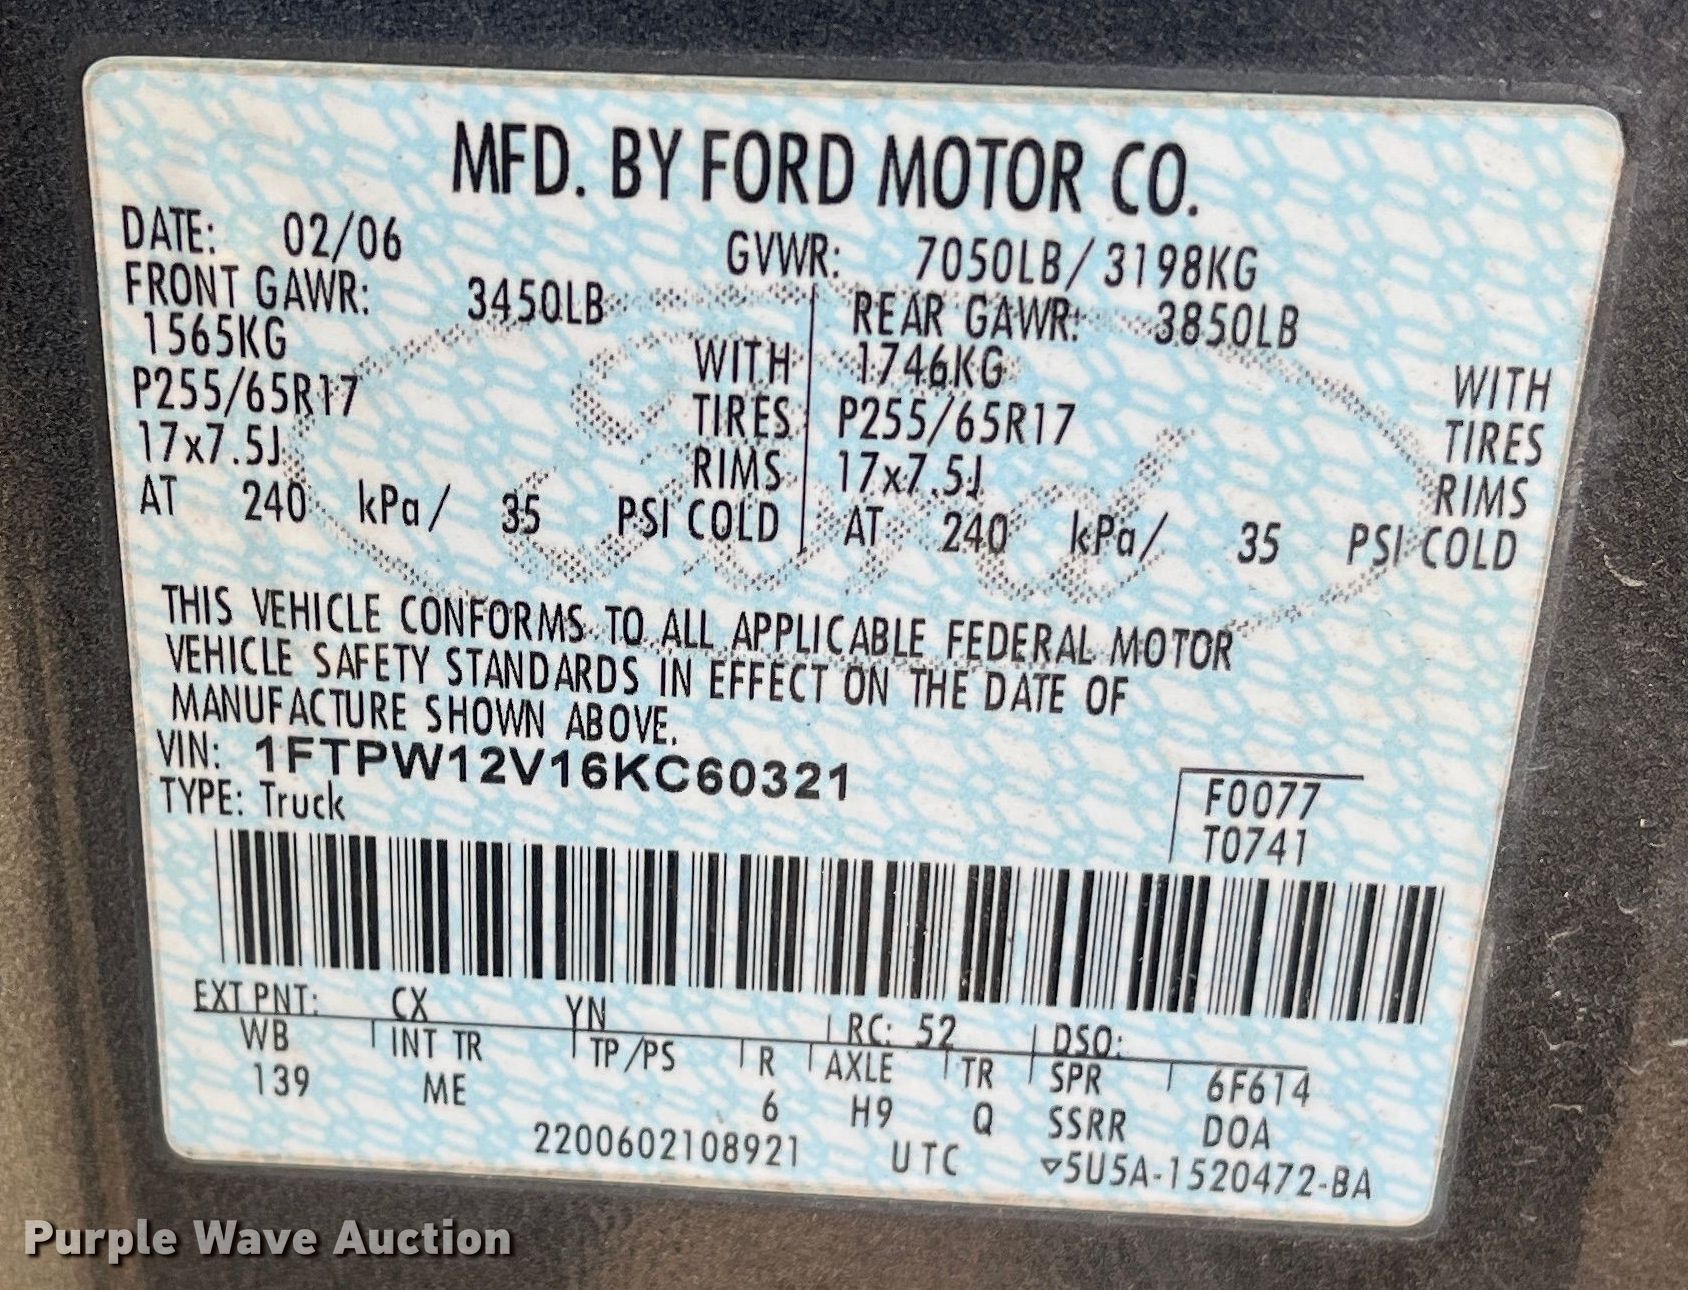 MFD. BY FORD MOTOR CO.
DATE: 02/06 GVWR: 7050LB/3198KG
FRONT GAWR: 3450LB REAR GAWR: 3850LB
1565KG WITH 1746KG WITH
P255/65R17 TIRES P255/65R17 TIRES
17x7.5J RIMS 17x7.5J RIMS
AT 240 kPa/ 35 PSI COLD AT 240 kPa/ 35 PSI COLD
THIS VEHICLE CONFORMS TO ALL APPLICABLE FEDERAL MOTOR
VEHICLE SAFETY STANDARDS IN EFFECT ON THE DATE OF
MANUFACTURE SHOWN ABOVE.
VIN: 1FTPW12V16KC60321
TYPE: Truck
F0077
T0741
EXT PNT: CX YN RC: 52 DSO:
WB INT TR TP/PS R AXLE TR SPR 6F614
139 ME 6 H9 Q SSRR DOA
2200602108921 UTC ▽5U5A-1520472-BA
Purple Wave Auction